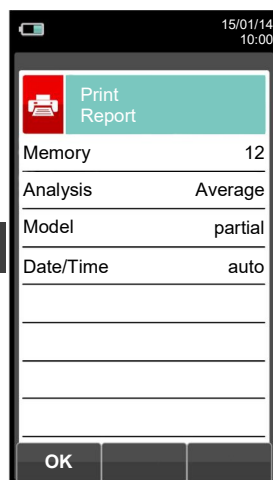 15/01/14
10:00
Print
Report
Memory 12
Analysis Average
Model partial
Date/Time auto
OK